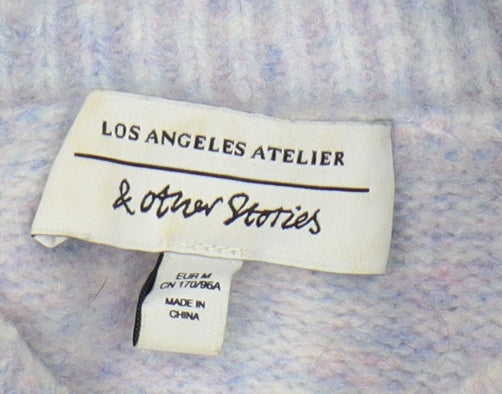 LOS ANGELES ATELIER
& other Stories
EUR M
CN 170/96A
MADE IN
CHINA